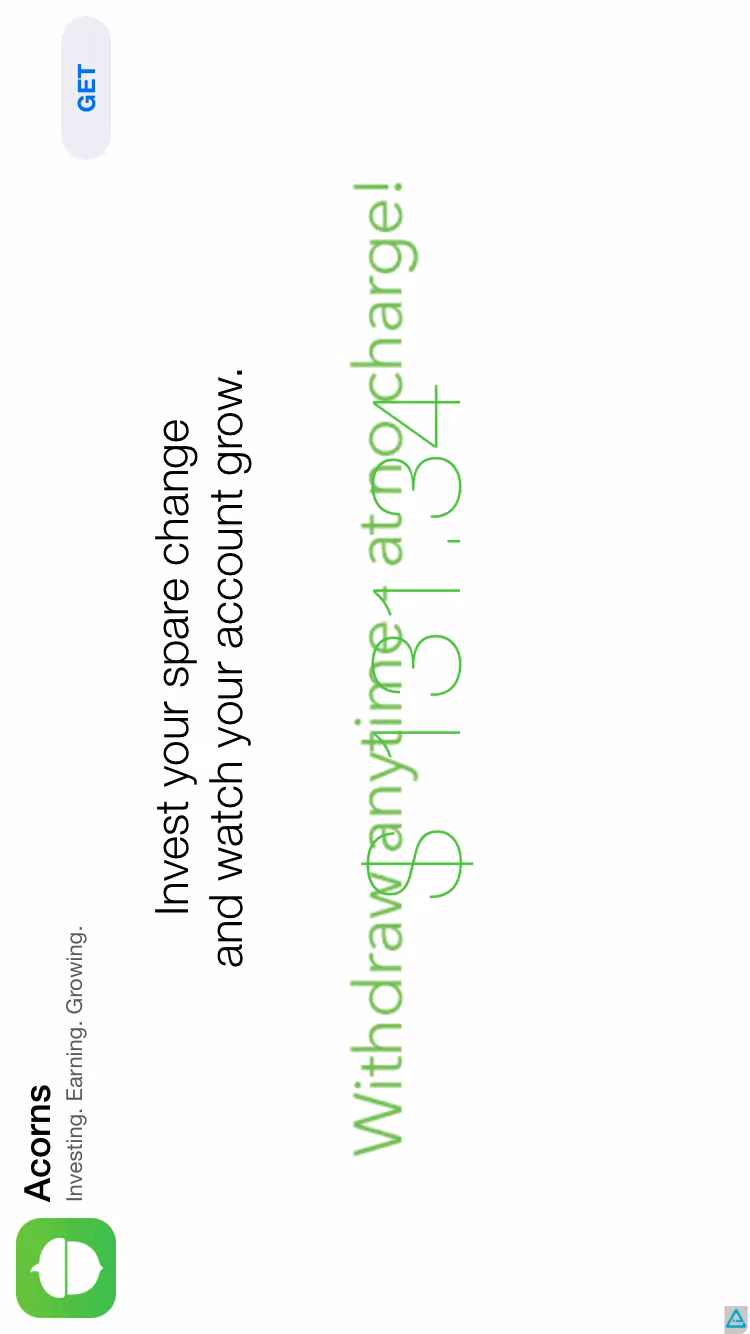 Acorns
Investing. Earning. Growing.
GET
Invest your spare change
and watch your account grow.
Withdraw anytime - at no charge!
$131.34